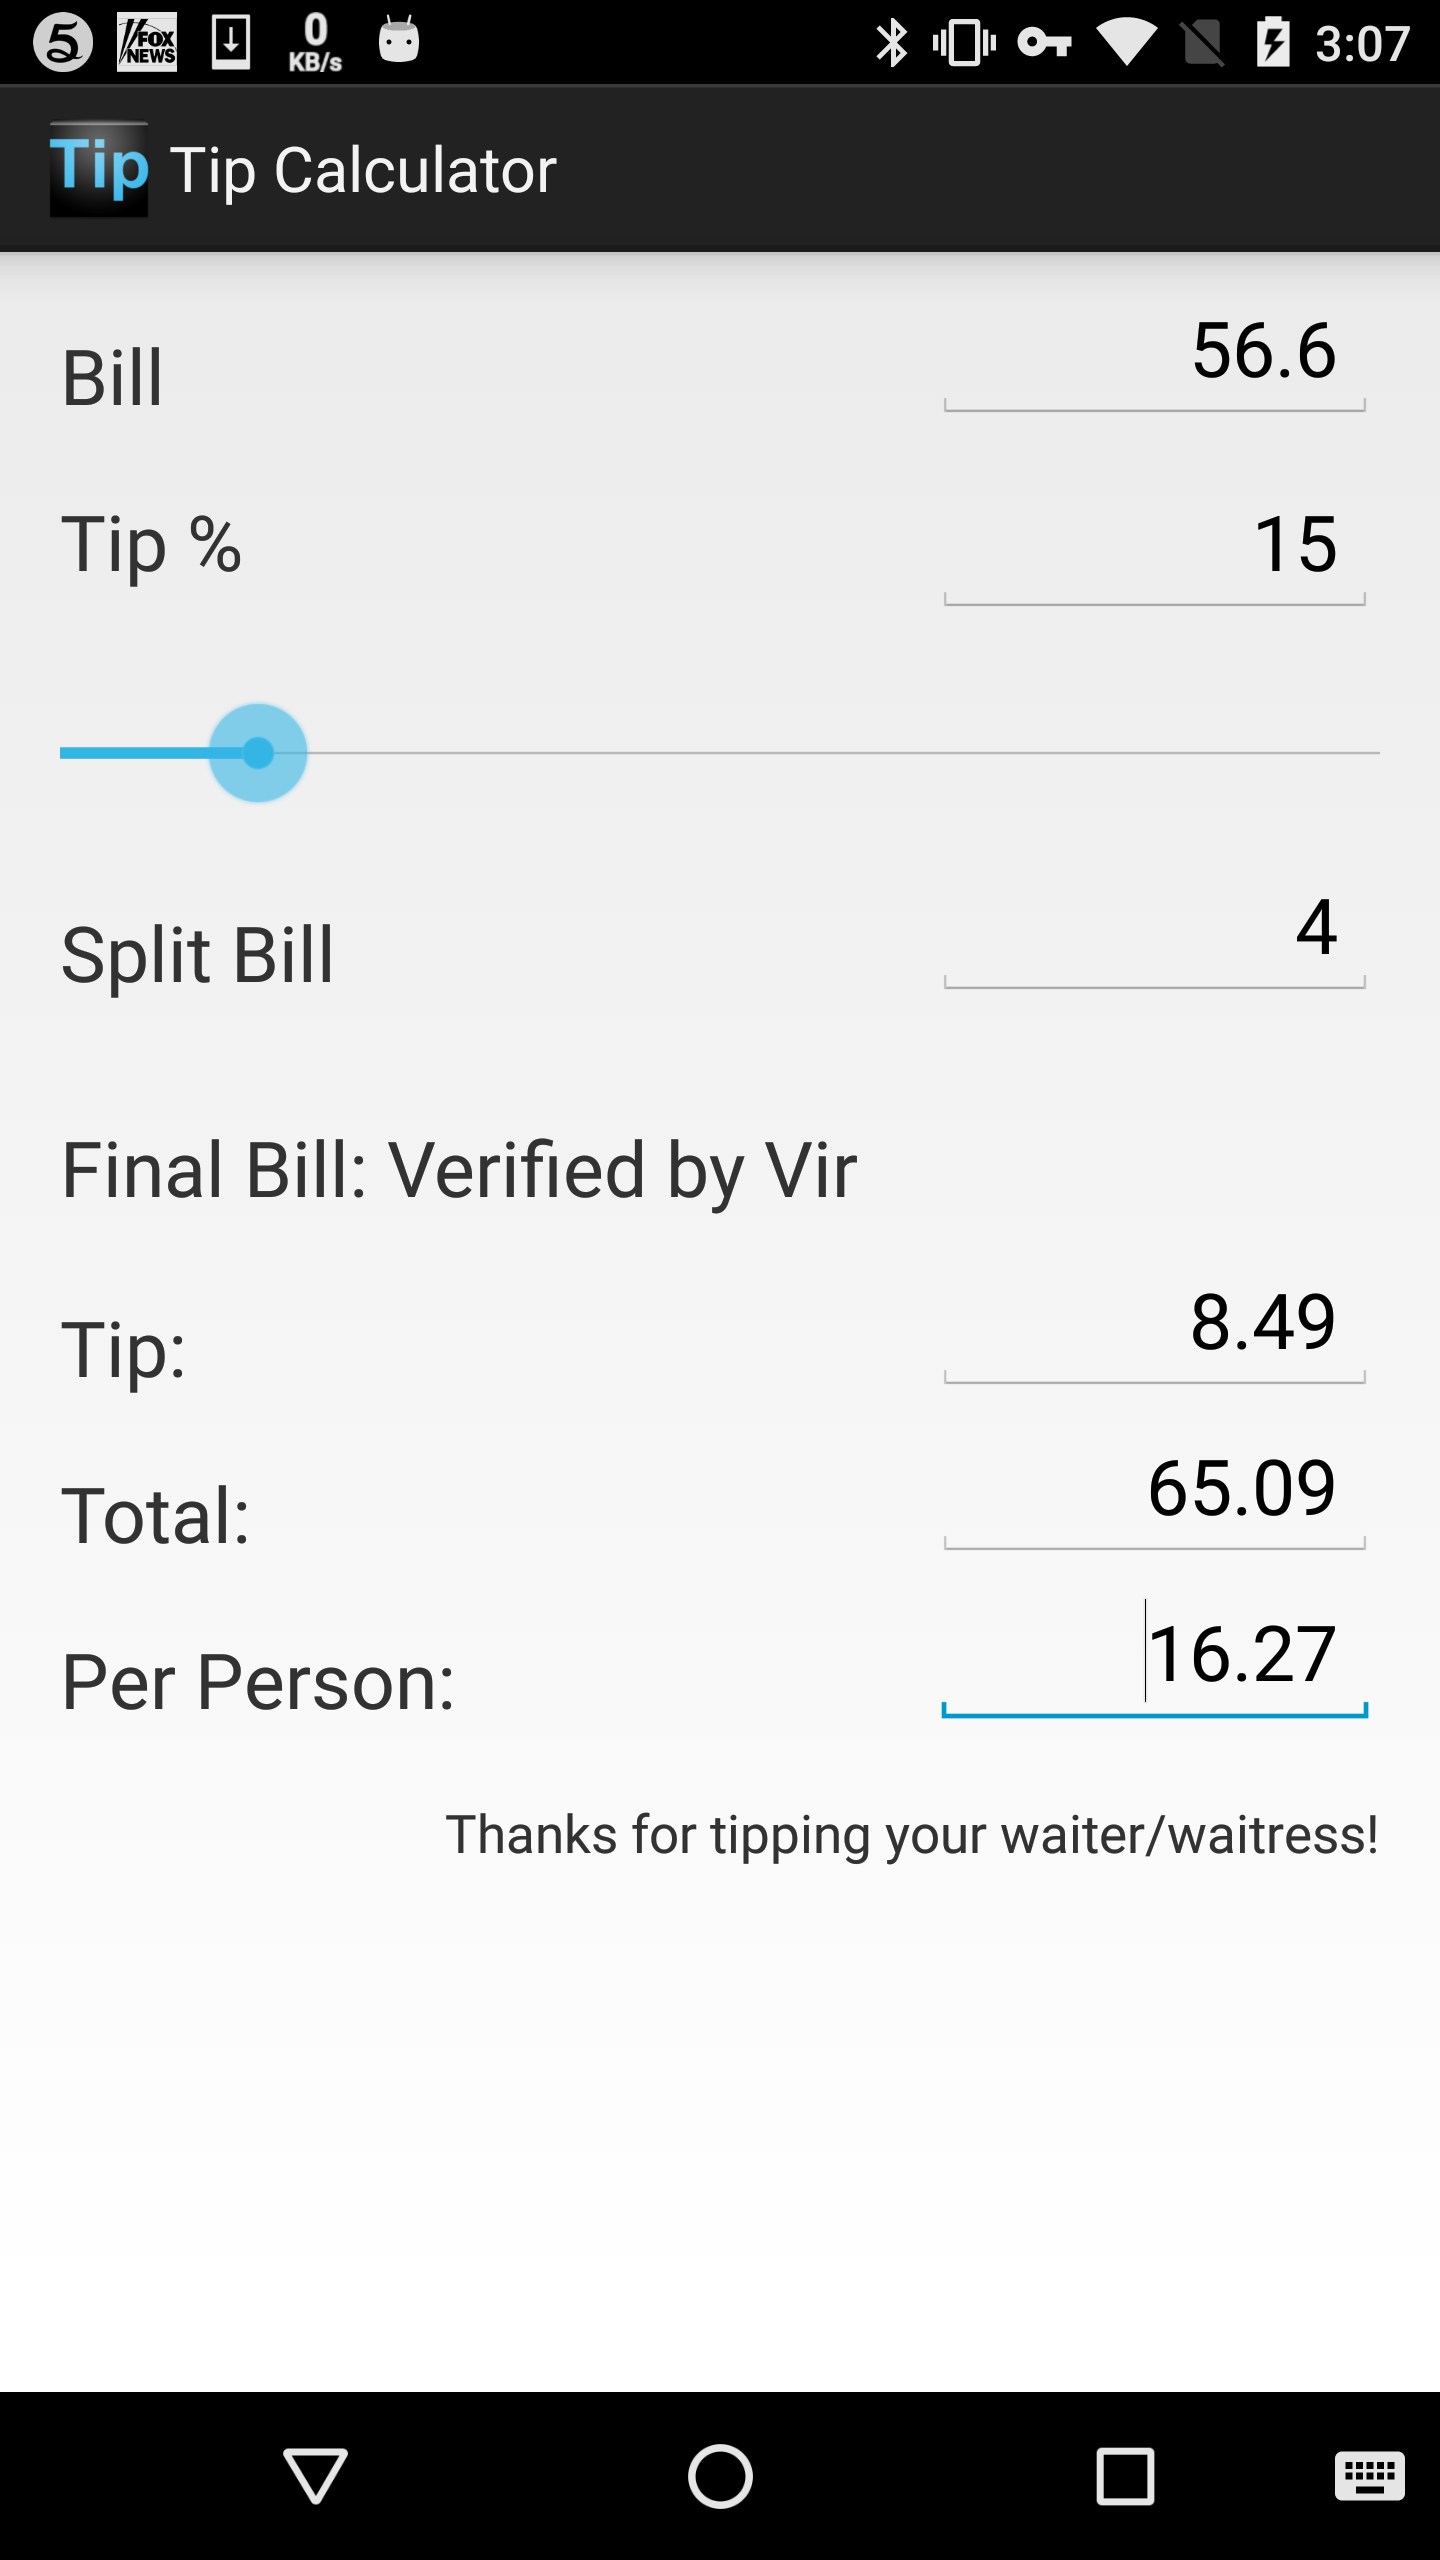 5
FOX
NEWS
0
KB/s
3:07
Tip Tip Calculator
Bill 56.6
Tip % 15
Split Bill 4
Final Bill: Verified by Vir
Tip: 8.49
Total: 65.09
Per Person: 16.27
Thanks for tipping your waiter/waitress!